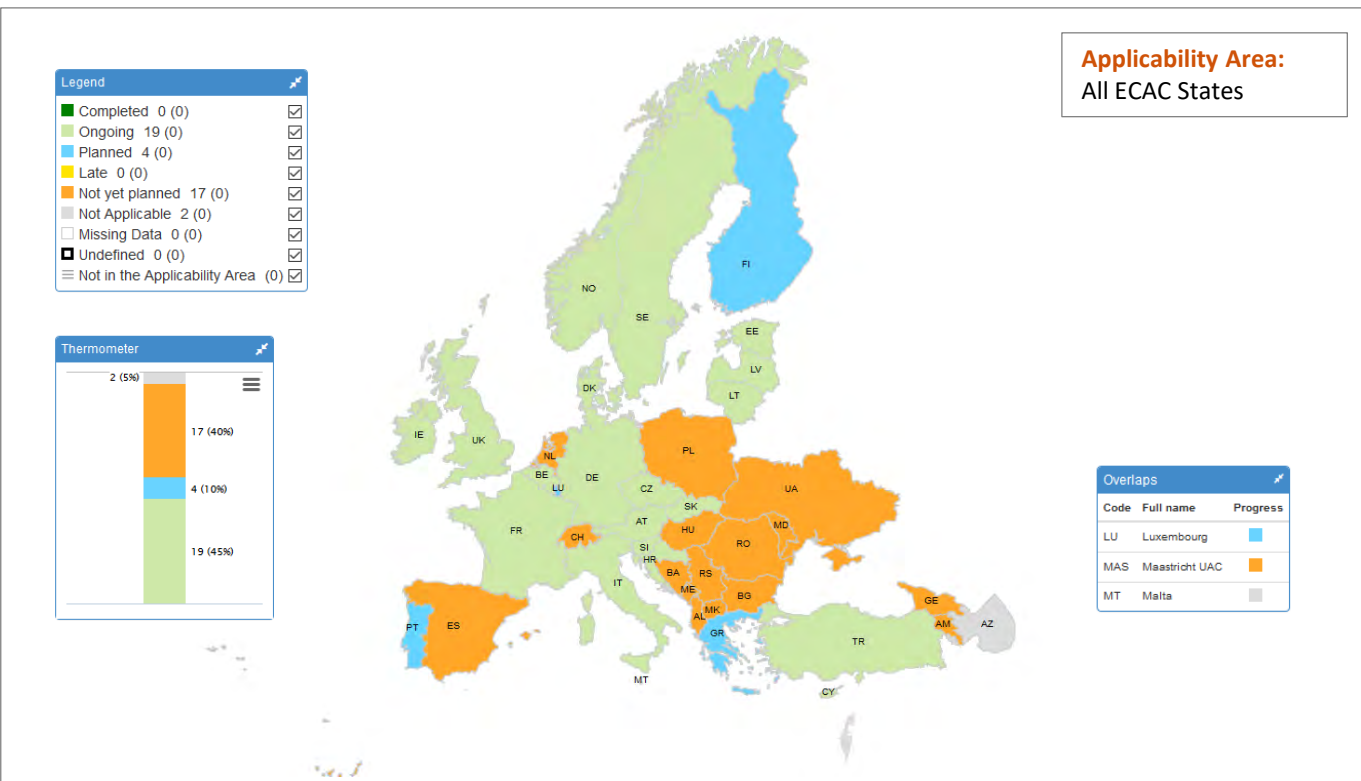 Applicability Area:
All ECAC States
Legend
Completed 0 (0)
Ongoing 19 (0)
Planned 4 (0)
Late 0 (0)
Not yet planned 17 (0)
Not Applicable 2 (0)
Missing Data 0 (0)
Undefined 0 (0)
Not in the Applicability Area (0)
Thermometer
2 (5%)
17 (40%)
4 (10%)
19 (45%)
FI
NO
SE
EE
LV
LT
DK
IE
UK
NL
BE
LU
DE
PL
CZ
SK
UA
FR
CH
AT
HU
MD
RO
SI
HR
IT
BA
RS
ME
BG
MK
AL
GR
PT
ES
MT
TR
CY
GE
AM
AZ
Overlaps
Code Full name Progress
LU Luxembourg
MAS Maastricht UAC
MT Malta